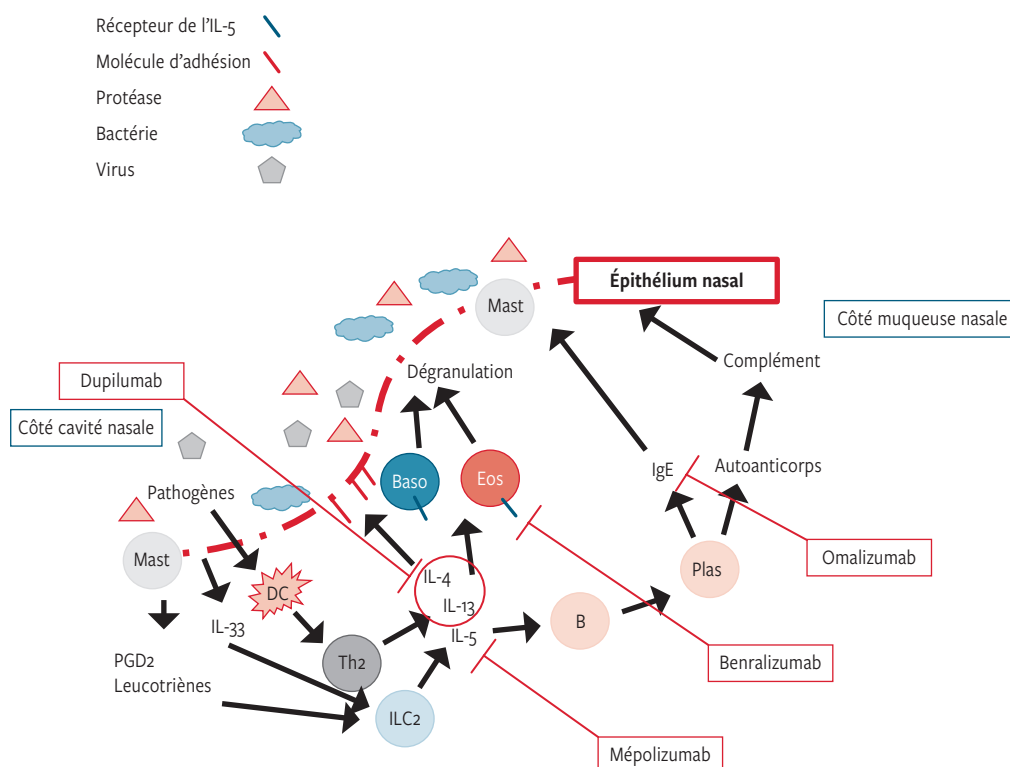 Récepteur de l'IL-5
Molécule d'adhésion
Protéase
Bactérie
Virus
Épithélium nasal
Mast
Côté muqueuse nasale
Complément
Dégranulation
Dupilumab
Côté cavité nasale
Pathogènes
Baso
Eos
IgE
Autoanticorps
Mast
DC
IL-4
IL-13
IL-5
Plas
Omalizumab
B
IL-33
Th2
PGD2
Leucotriènes
ILC2
Benralizumab
Mépolizumab